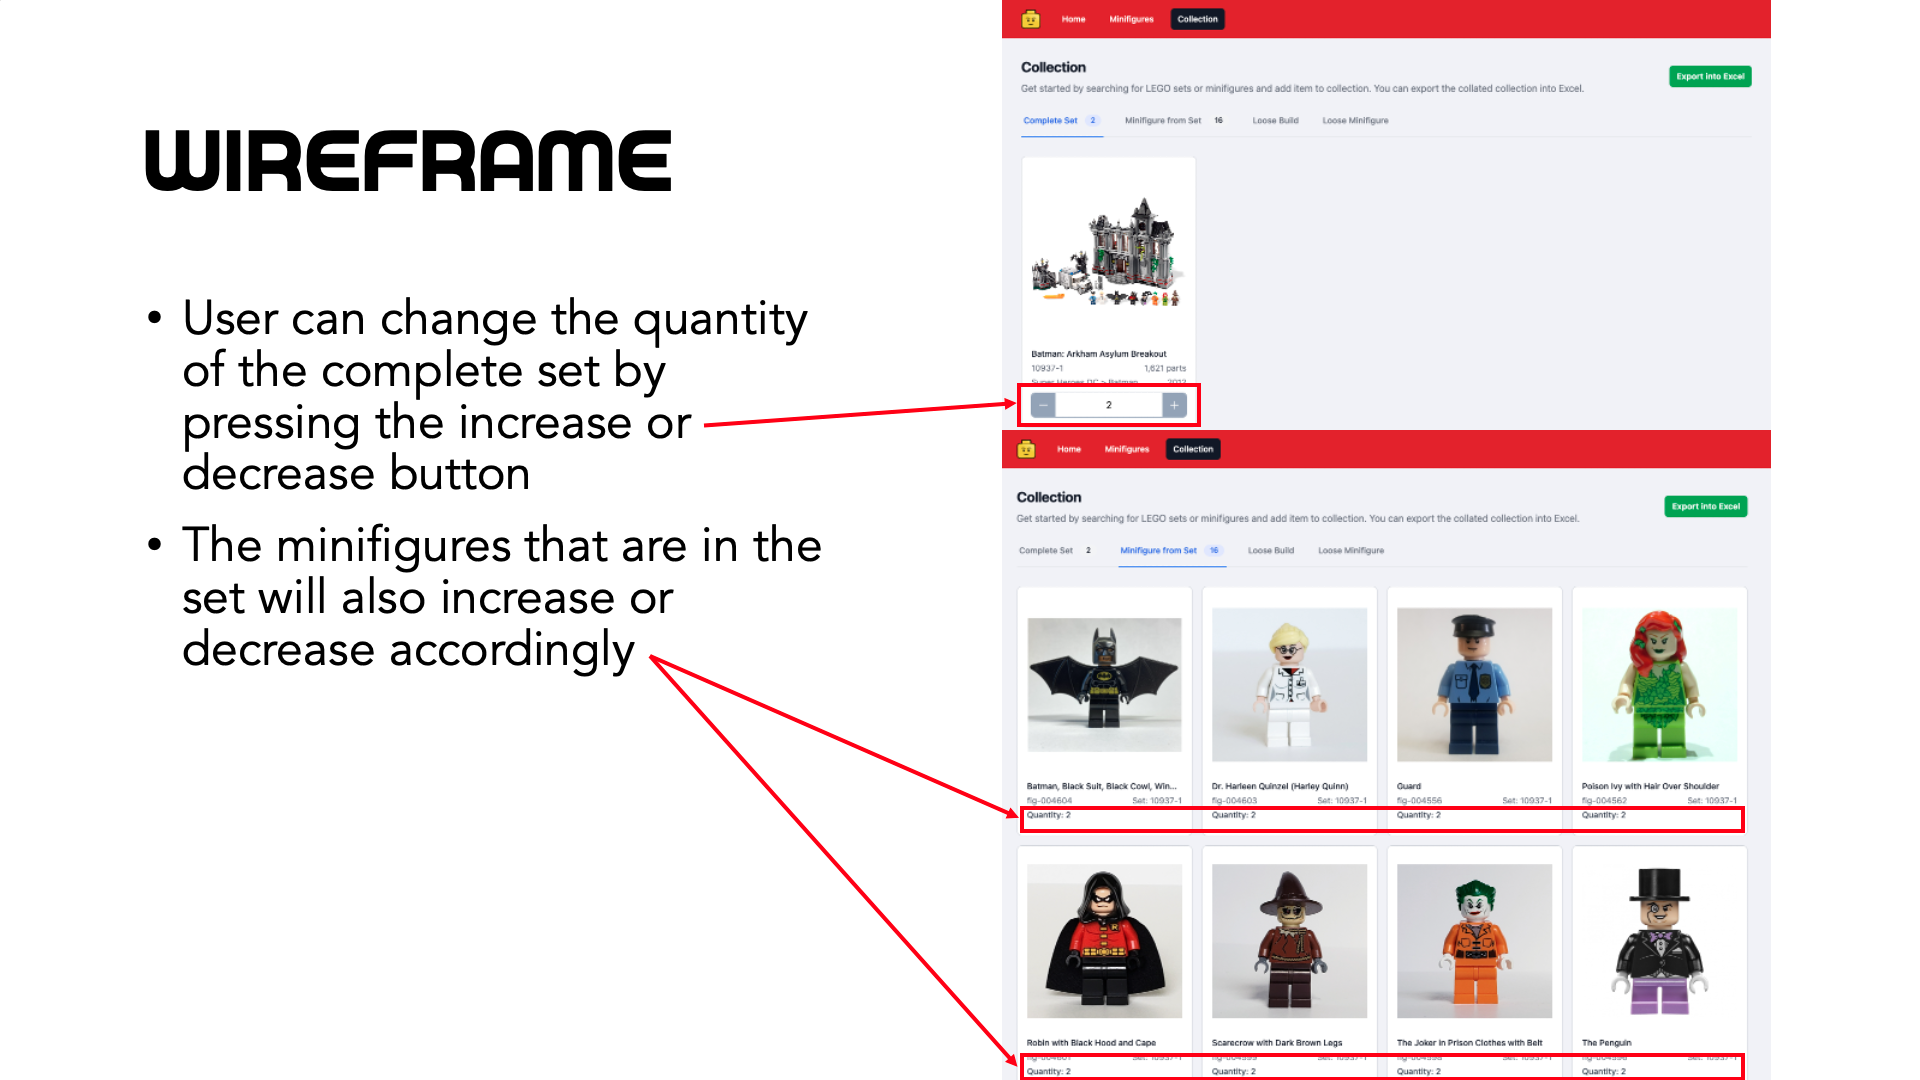 WIREFRAME
• User can change the quantity
of the complete set by
pressing the increase or
decrease button
• The minifigures that are in the
set will also increase or
decrease accordingly
Home Minifigures Collection
Collection
Export into Excel
Get started by searching for LEGO sets or minifigures and add item to collection. You can export the collated collection into Excel.
Complete Set 2 Minifigure from Set 16 Loose Build Loose Minifigure
Batman: Arkham Asylum Breakout
10937-1 1,621 parts
Super Heroes DC > Batman 2013
− 2 +
Home Minifigures Collection
Collection
Export into Excel
Get started by searching for LEGO sets or minifigures and add item to collection. You can export the collated collection into Excel.
Complete Set 2 Minifigure from Set 16 Loose Build Loose Minifigure
Batman, Black Suit, Black Cowl, Win... Dr. Harleen Quinzel (Harley Quinn) Guard Poison Ivy with Hair Over Shoulder
fig-004604 Set: 10937-1 fig-004603 Set: 10937-1 fig-004556 Set: 10937-1 fig-004562 Set: 10937-1
Quantity: 2 Quantity: 2 Quantity: 2 Quantity: 2
Robin with Black Hood and Cape Scarecrow with Dark Brown Legs The Joker in Prison Clothes with Belt The Penguin
Set: 10937-1 Set: 10937-1 Set: 10937-1 Set: 10937-1
Quantity: 2 Quantity: 2 Quantity: 2 Quantity: 2